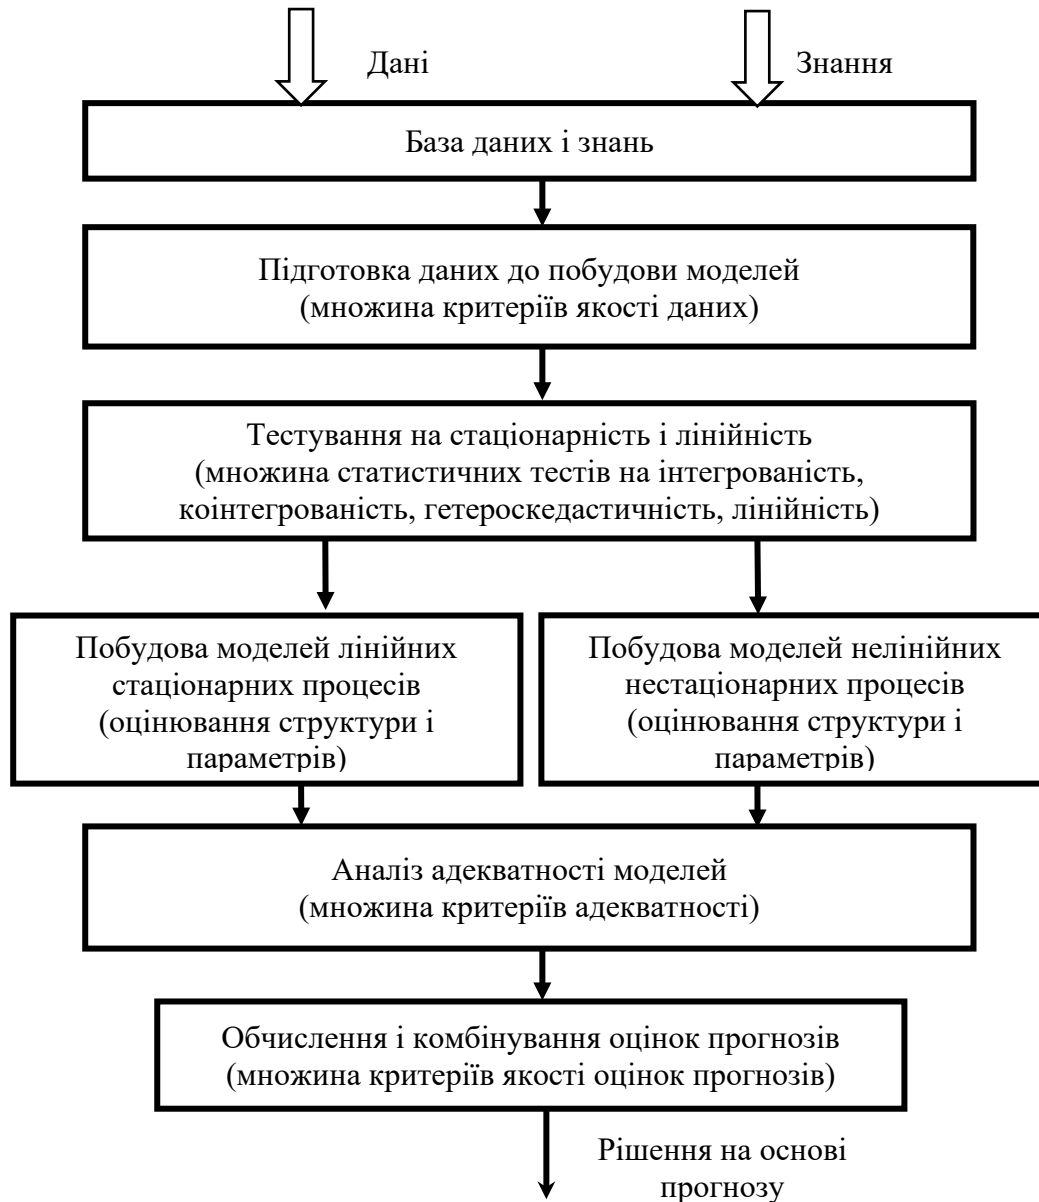 Дані
Знання
База даних і знань
Підготовка даних до побудови моделей
(множина критеріїв якості даних)
Тестування на стаціонарність і лінійність
(множина статистичних тестів на інтегрованість,
коінтегрованість, гетероскедастичність, лінійність)
Побудова моделей лінійних
стаціонарних процесів
(оцінювання структури і
параметрів)
Побудова моделей нелінійних
нестаціонарних процесів
(оцінювання структури і
параметрів)
Аналіз адекватності моделей
(множина критеріїв адекватності)
Обчислення і комбінування оцінок прогнозів
(множина критеріїв якості оцінок прогнозів)
Рішення на основі
прогнозу